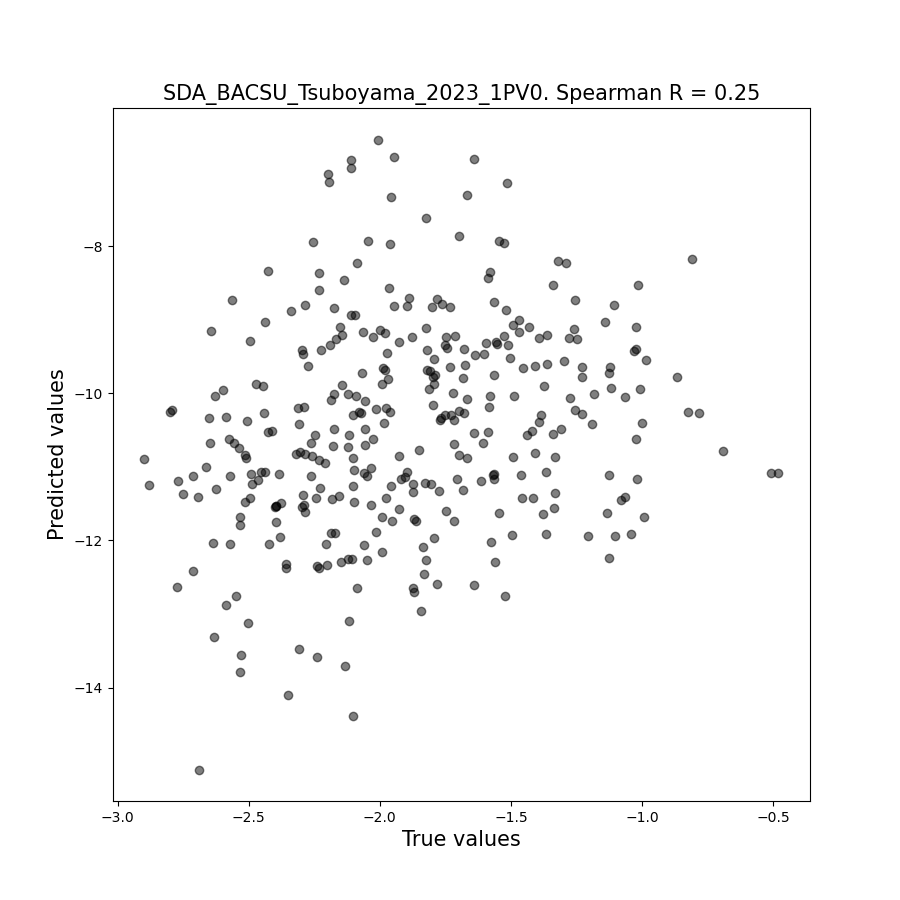 SDA_BACSU_Tsuboyama_2023_1PV0. Spearman R = 0.25
−8
−10
−12
−14
Predicted values
−3.0 −2.5 −2.0 −1.5 −1.0 −0.5
True values